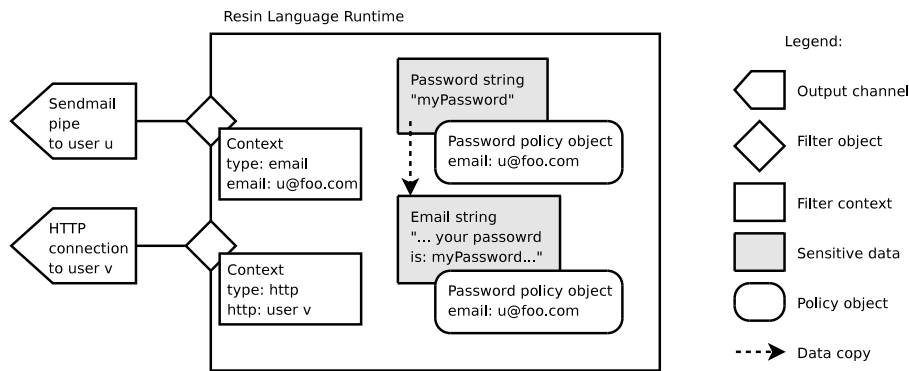 Resin Language Runtime
Sendmail
pipe
to user u
Context
type: email
email: u@foo.com
HTTP
connection
to user v
Context
type: http
http: user v
Password string
"myPassword"
Password policy object
email: u@foo.com
Email string
"... your passowrd
is: myPassword..."
Password policy object
email: u@foo.com
Legend:
Output channel
Filter object
Filter context
Sensitive data
Policy object
Data copy